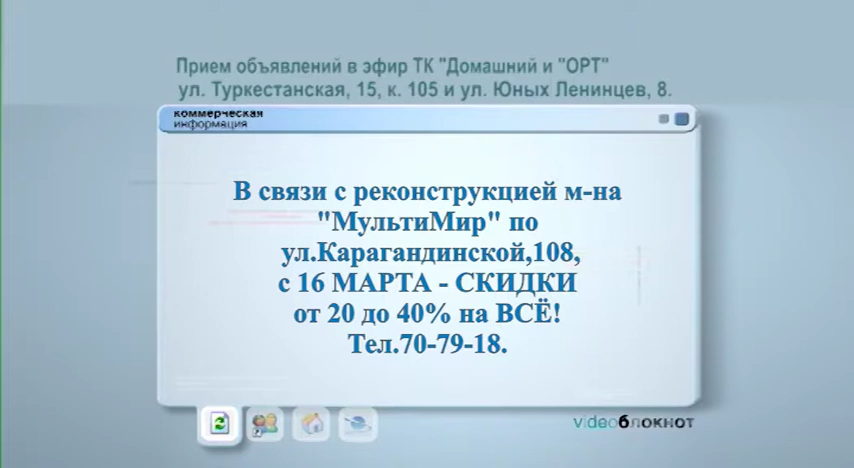 Прием объявлений в эфир ТК "Домашний и "ОРТ"
ул. Туркестанская, 15, к. 105 и ул. Юных Ленинцев, 8.
коммерческая
информация
В связи с реконструкцией м-на
"МультиМир" по
ул.Карагандинской,108,
с 16 МАРТА - СКИДКИ
от 20 до 40% на ВСЁ!
Тел.70-79-18.
videoблокнот